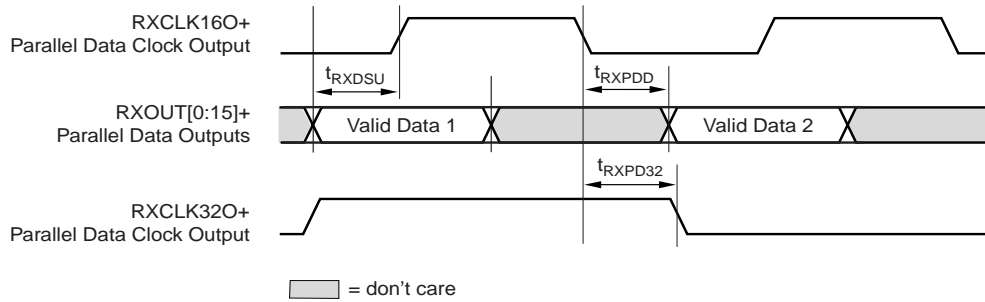 RXCLK16O+
Parallel Data Clock Output
tRXDSU
tRXPDD
RXOUT[0:15]+
Parallel Data Outputs
Valid Data 1
Valid Data 2
tRXPD32
RXCLK32O+
Parallel Data Clock Output
= don't care